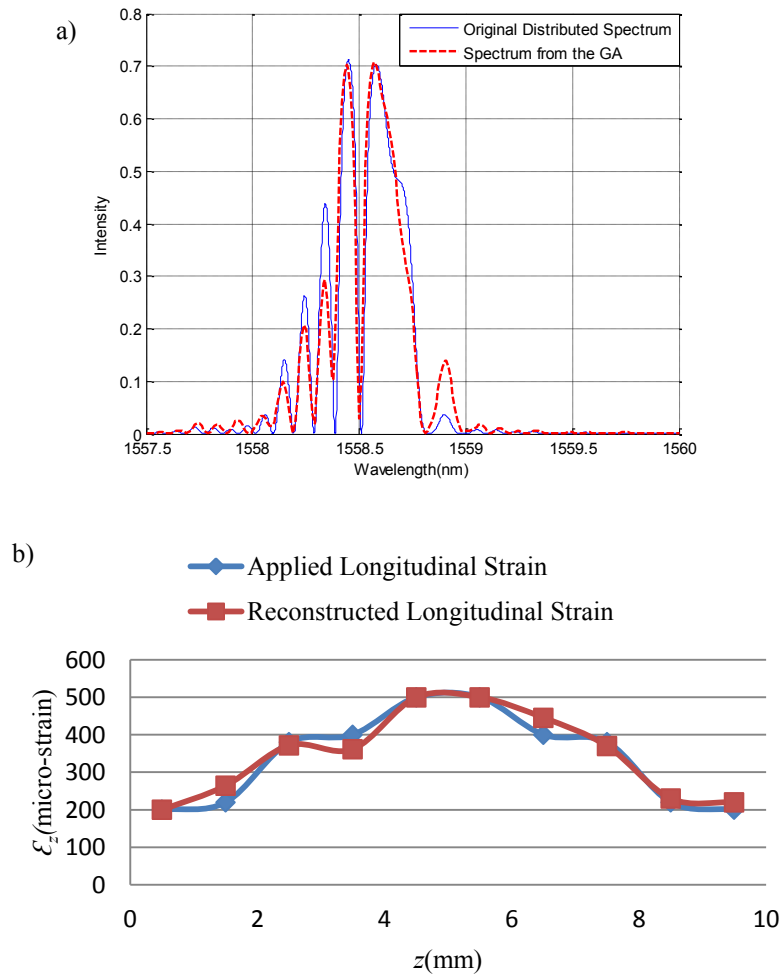 a)
0.8
0.7
0.6
0.5
0.4
0.3
0.2
0.1
0
Intensity
Original Distributed Spectrum
Spectrum from the GA
1557.5 1558 1558.5 1559 1559.5 1560
Wavelength(nm)
b)
Applied Longitudinal Strain
Reconstructed Longitudinal Strain
600
500
400
300
200
100
0
Ɛz(micro-strain)
0 2 4 6 8 10
z(mm)